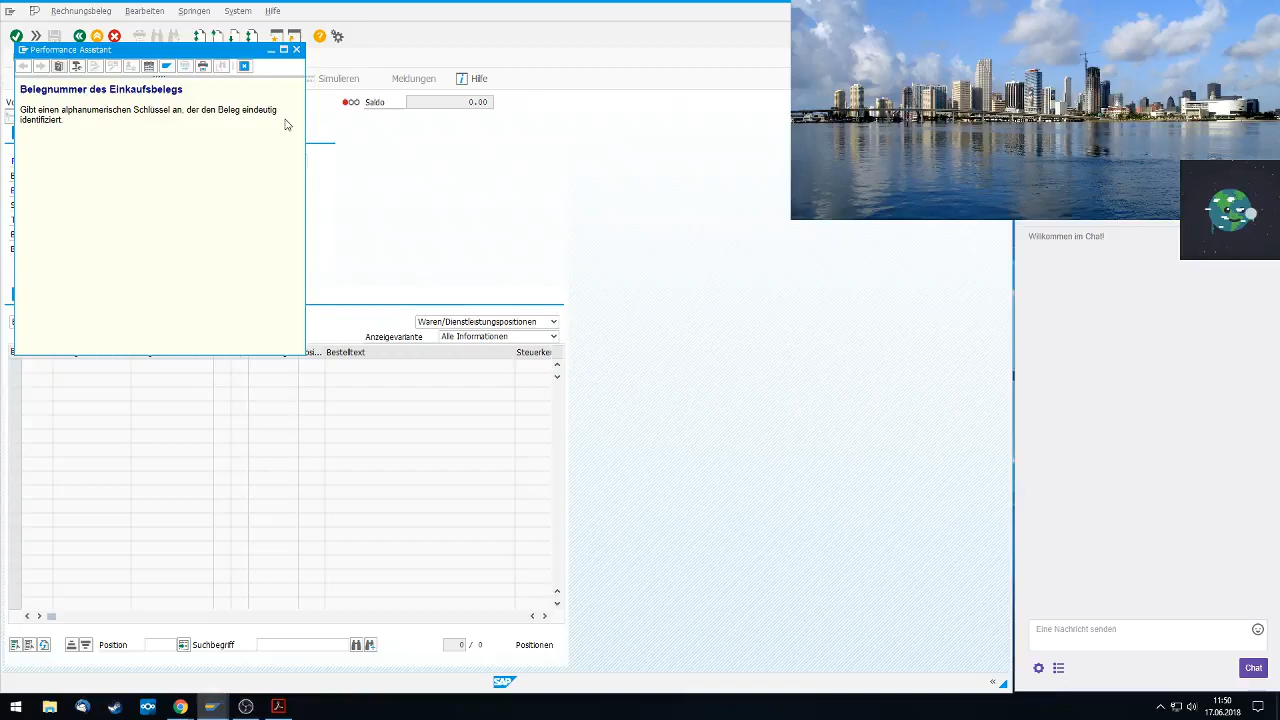 Rechnungsbeleg Bearbeiten Springen System Hilfe
Performance Assistant
Belegnummer des Einkaufsbelegs
Gibt einen alphanumerischen Schlüssel an, der den Beleg eindeutig
identifiziert.
Simulieren Meldungen Hilfe
Saldo 0.00
Waren/Dienstleistungspositionen
Anzeigevariante Alle Informationen
Bestelltext Steuerke
Position Suchbegriff 0 / 0 Positionen
SAP
Willkommen im Chat!
Eine Nachricht senden
Chat
11:50
17.06.2018